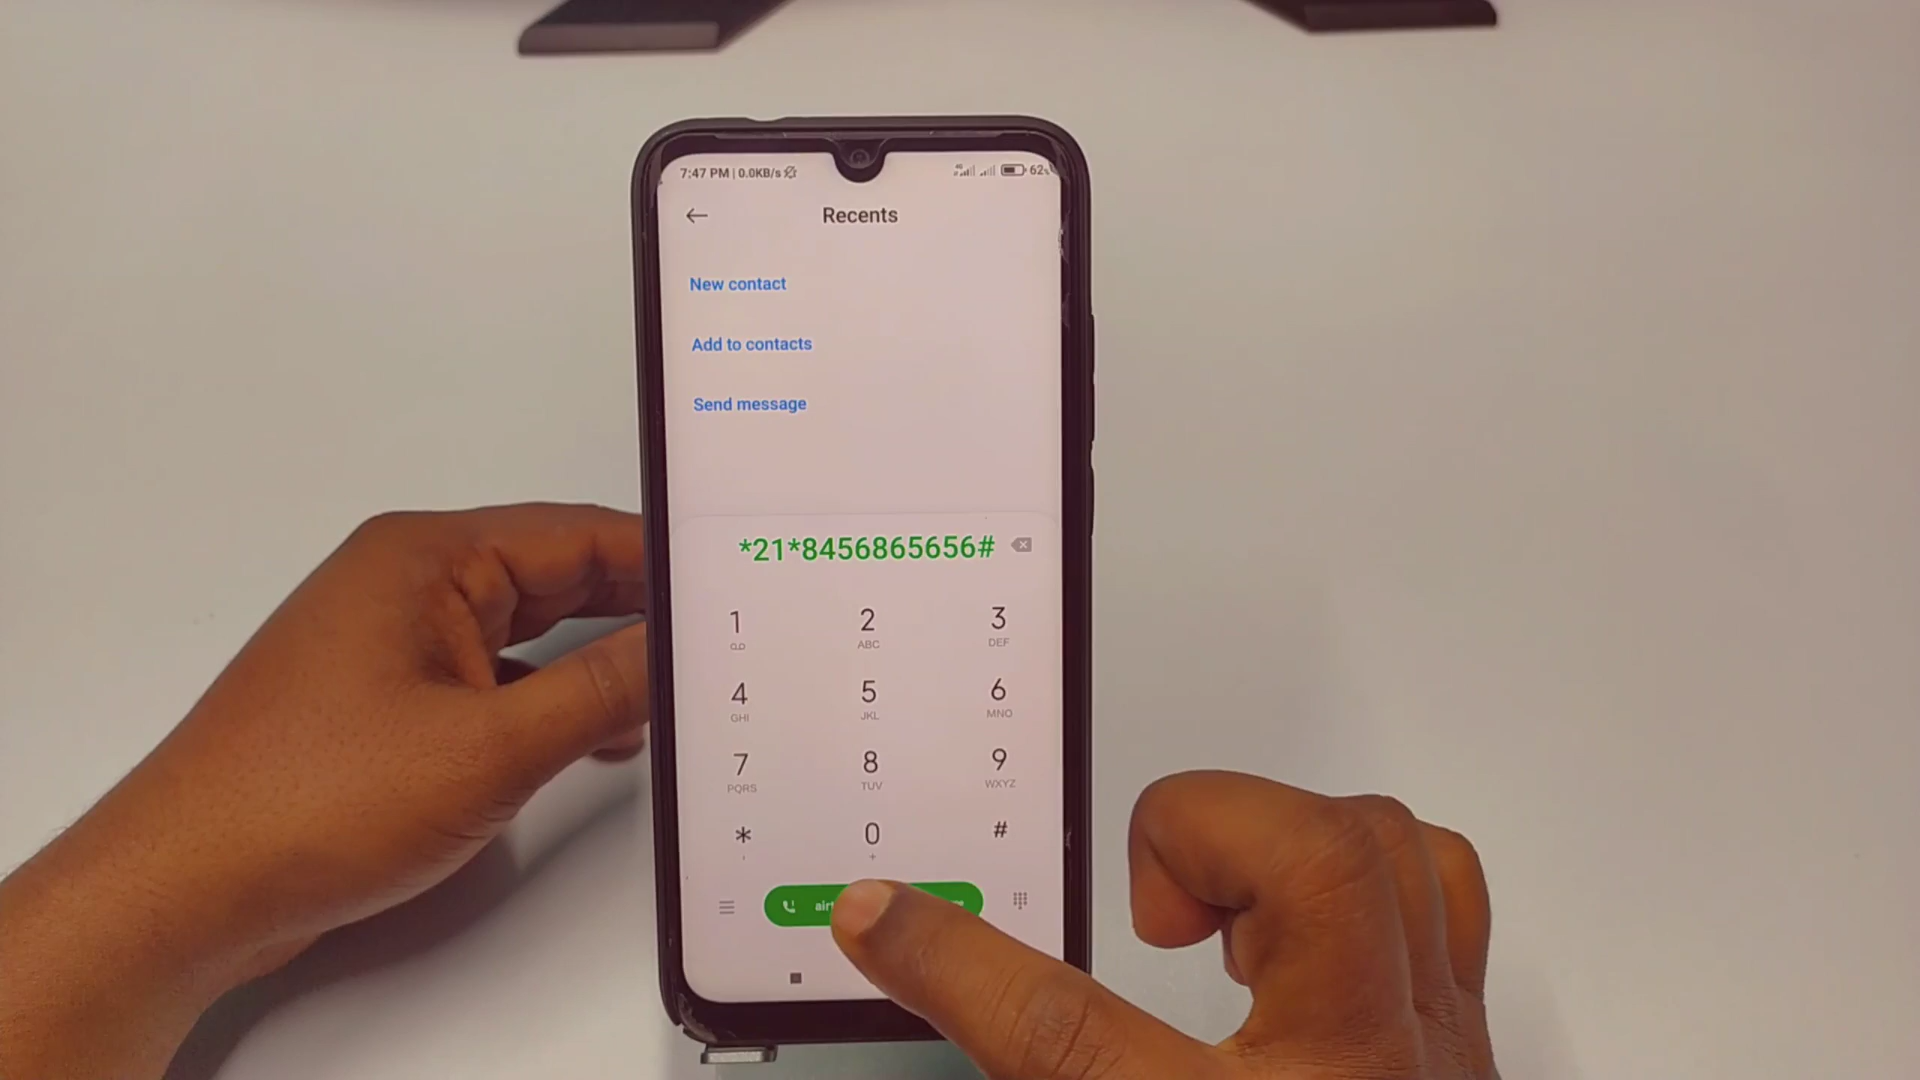 7:47 PM | 0.0KB/s
4G
62
Recents
New contact
Add to contacts
Send message
*21*8456865656#
1 2 3
ABC DEF
4 5 6
GHI JKL MNO
7 8 9
PQRS TUV WXYZ
* 0 #
, +